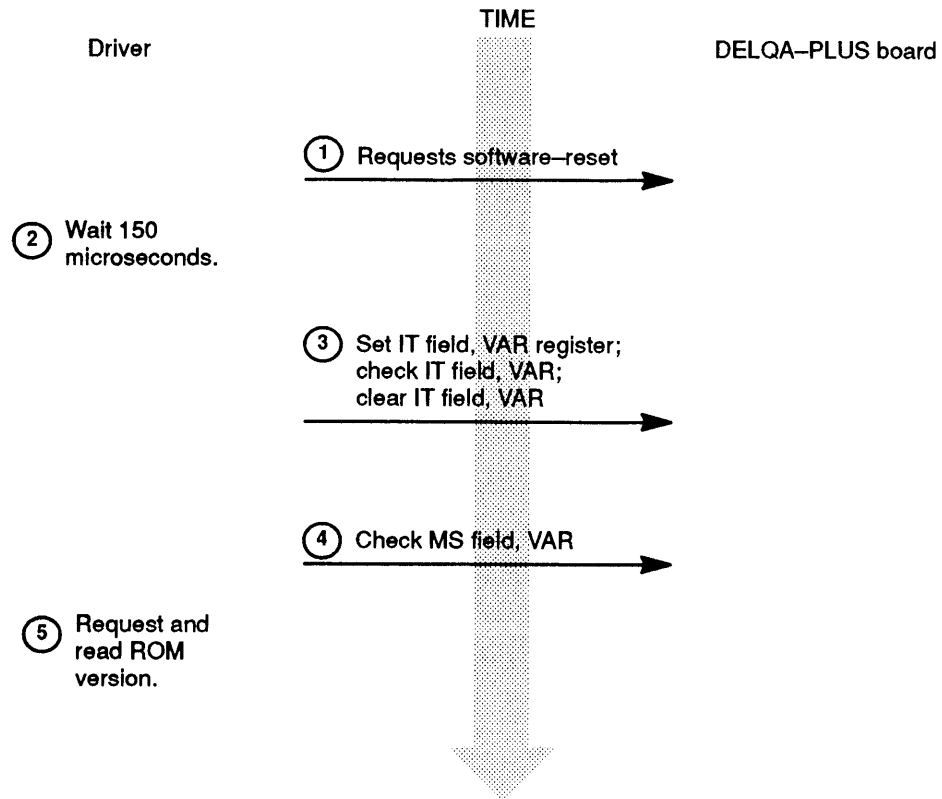 TIME
Driver
DELQA–PLUS board
1 Requests software–reset
2 Wait 150
microseconds.
3 Set IT field, VAR register;
check IT field, VAR;
clear IT field, VAR
4 Check MS field, VAR
5 Request and
read ROM
version.